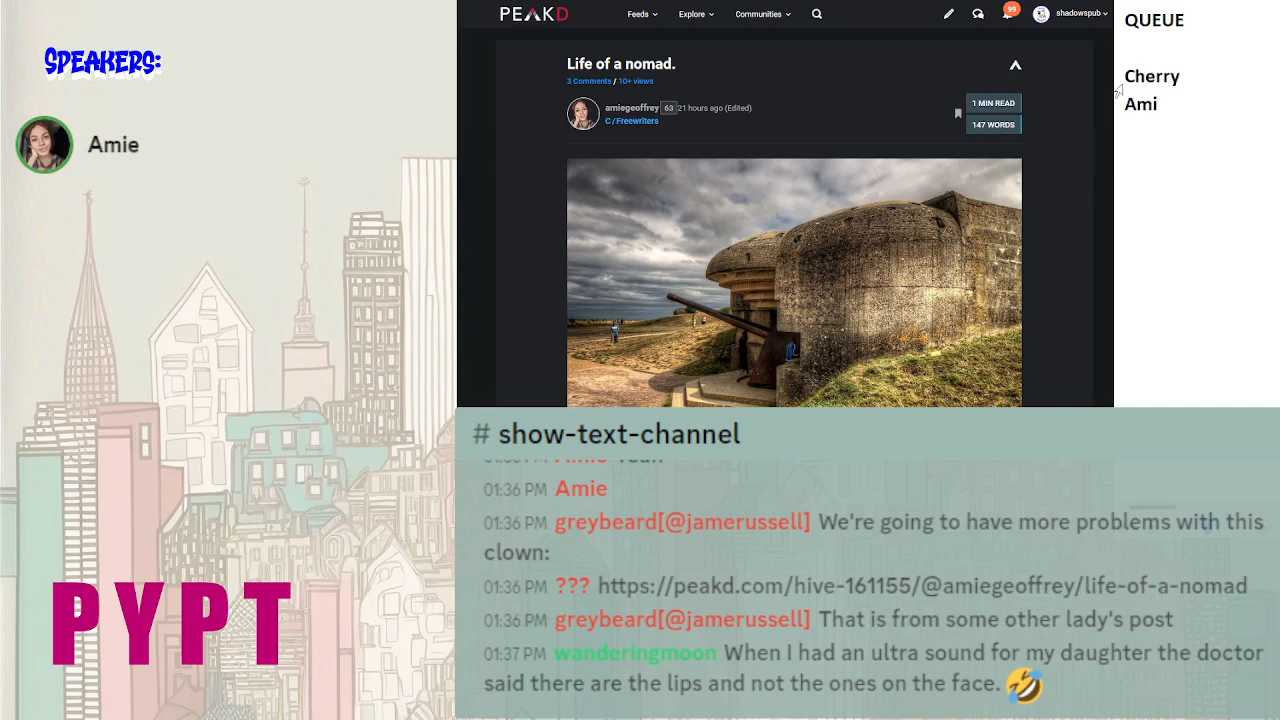 SPEAKERS:
Amie
PYPT
PEAKD
Feeds
Explore
Communities
99
shadowspub
Life of a nomad.
3 Comments / 10+ views
amiegeoffrey 63 21 hours ago (Edited)
C / Freewriters
1 MIN READ
147 WORDS
QUEUE
Cherry
Ami
# show-text-channel
01:36 PM Amie
01:36 PM greybeard[@jamerussell] We're going to have more problems with this
clown:
01:36 PM ??? https://peakd.com/hive-161155/@amiegeoffrey/life-of-a-nomad
01:36 PM greybeard[@jamerussell] That is from some other lady's post
01:37 PM wanderingmoon When I had an ultra sound for my daughter the doctor
said there are the lips and not the ones on the face. 🤣